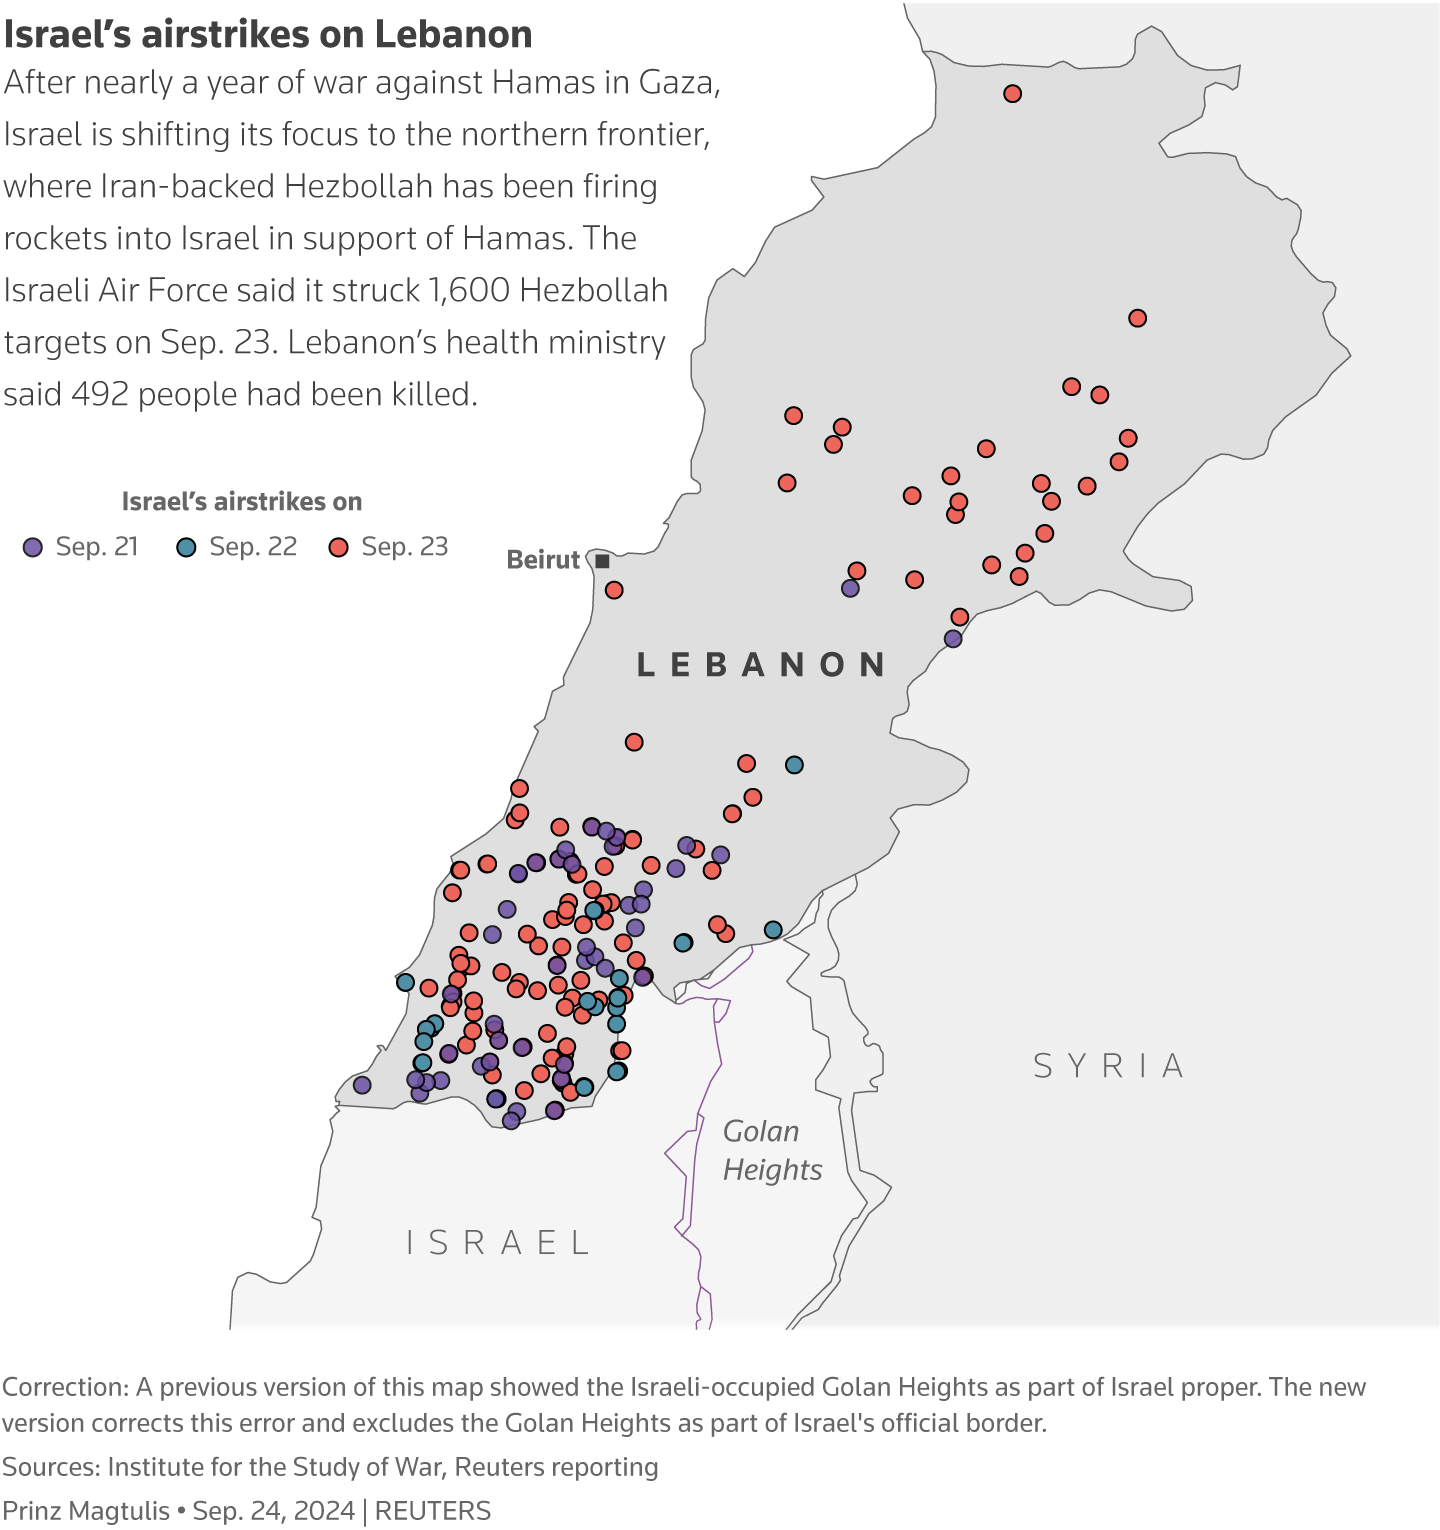 Israel’s airstrikes on Lebanon
After nearly a year of war against Hamas in Gaza,
Israel is shifting its focus to the northern frontier,
where Iran-backed Hezbollah has been firing
rockets into Israel in support of Hamas. The
Israeli Air Force said it struck 1,600 Hezbollah
targets on Sep. 23. Lebanon’s health ministry
said 492 people had been killed.
Israel’s airstrikes on
Sep. 21 Sep. 22 Sep. 23
Beirut
LEBANON
SYRIA
Golan
Heights
ISRAEL
Correction: A previous version of this map showed the Israeli-occupied Golan Heights as part of Israel proper. The new
version corrects this error and excludes the Golan Heights as part of Israel's official border.
Sources: Institute for the Study of War, Reuters reporting
Prinz Magtulis • Sep. 24, 2024 | REUTERS